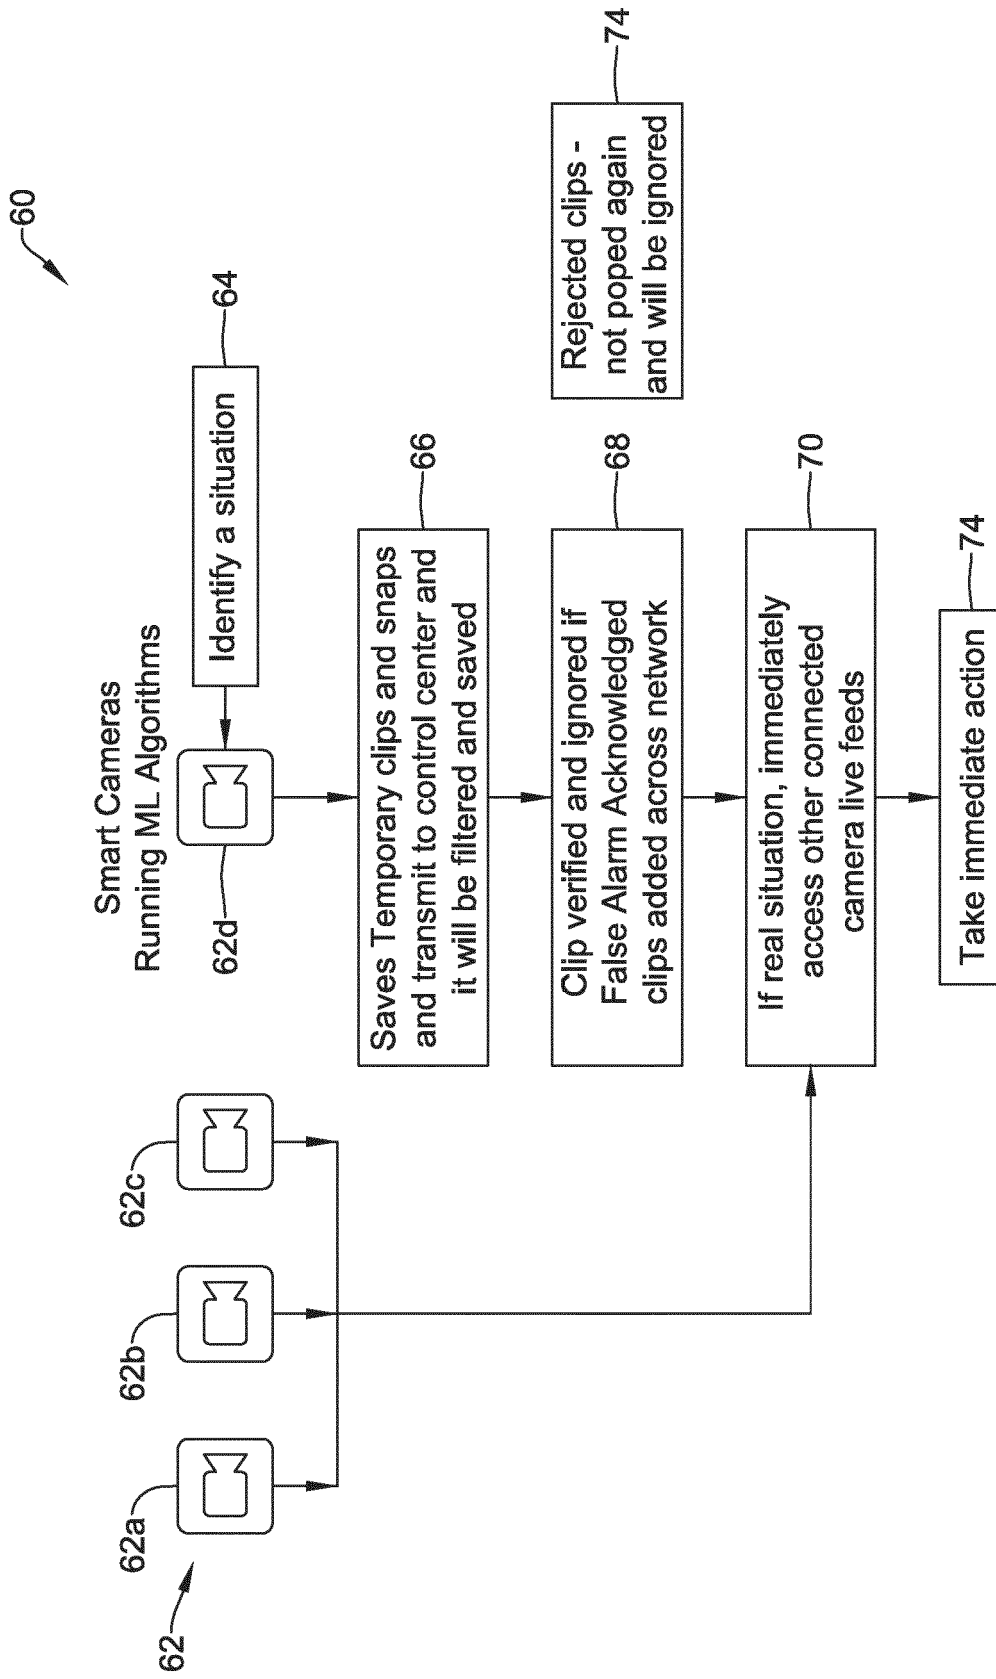 60
Smart Cameras
Running ML Algorithms
62
62a
62b
62c
62d
64
Identify a situation
66
Saves Temporary clips and snaps
and transmit to control center and
it will be filtered and saved
68
Clip verified and ignored if
False Alarm Acknowledged
clips added across network
74
Rejected clips -
not poped again
and will be ignored
70
If real situation, immediately
access other connected
camera live feeds
74
Take immediate action